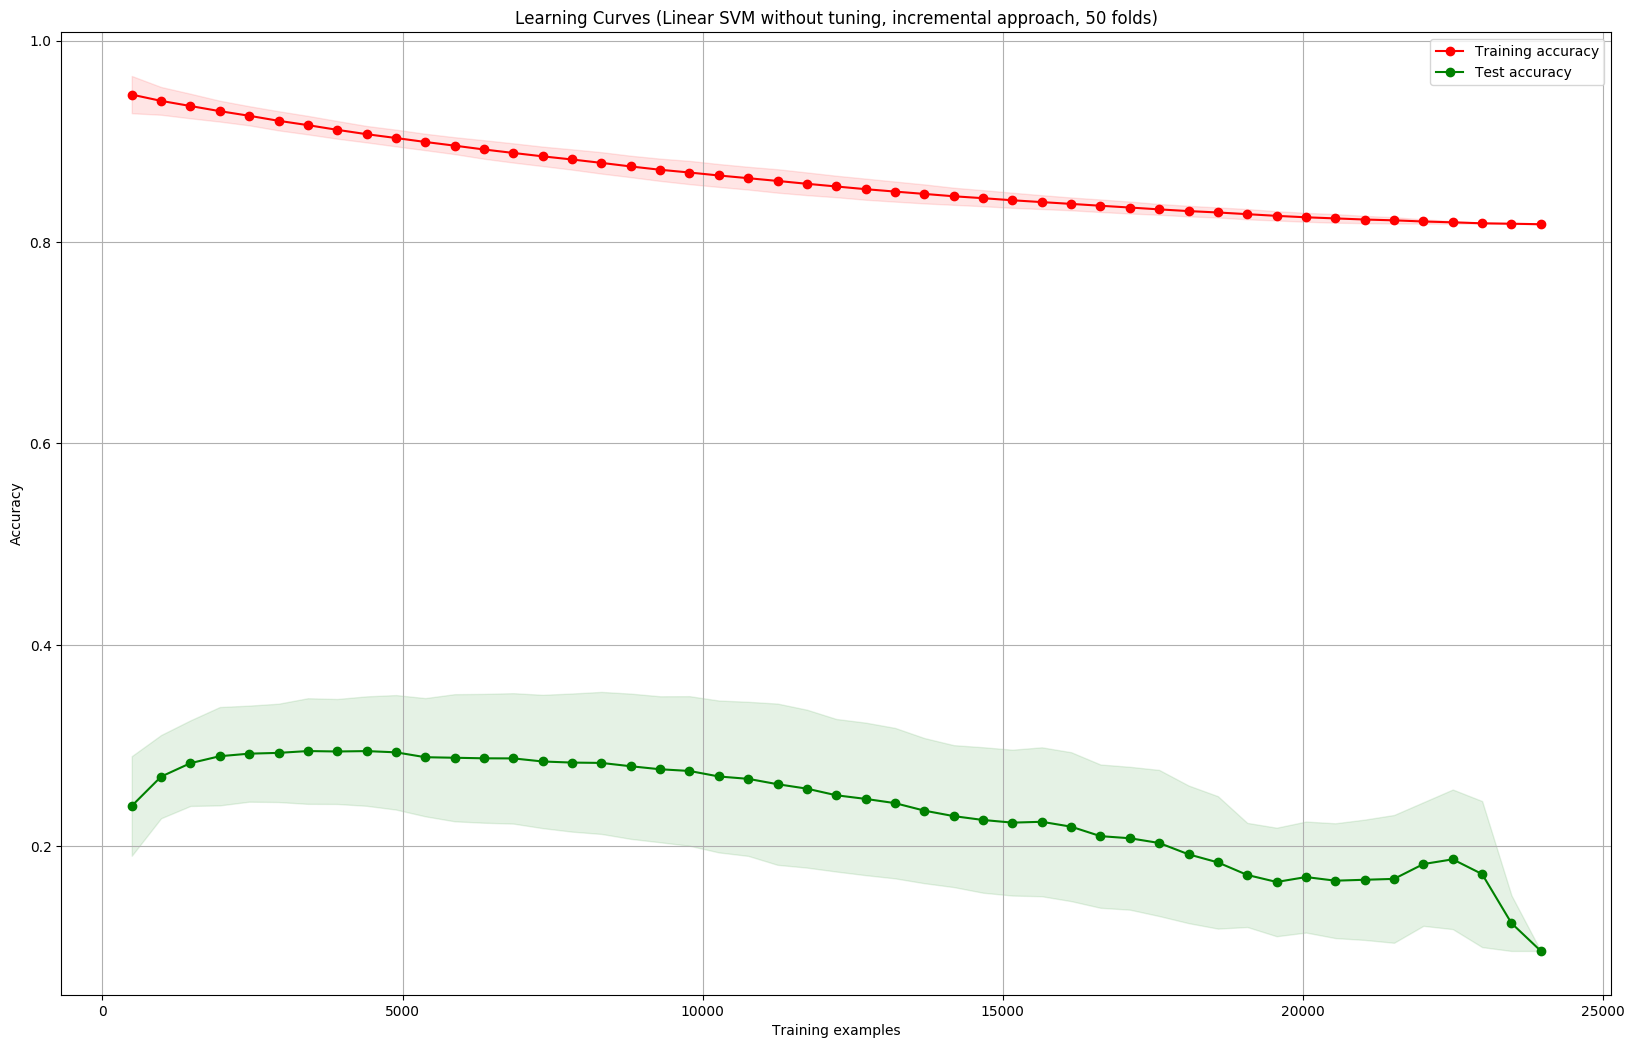 Learning Curves (Linear SVM without tuning, incremental approach, 50 folds)
Training accuracy
Test accuracy
1.0
0.8
0.6
0.4
0.2
Accuracy
0
5000
10000
15000
20000
25000
Training examples